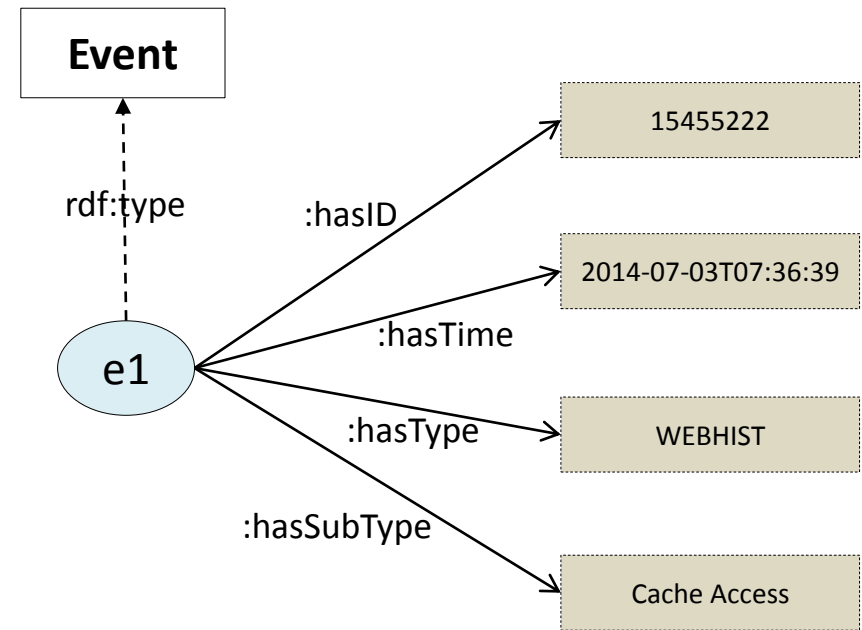 Event
rdf:type
e1
:hasID
:hasTime
:hasType
:hasSubType
15455222
2014-07-03T07:36:39
WEBHIST
Cache Access